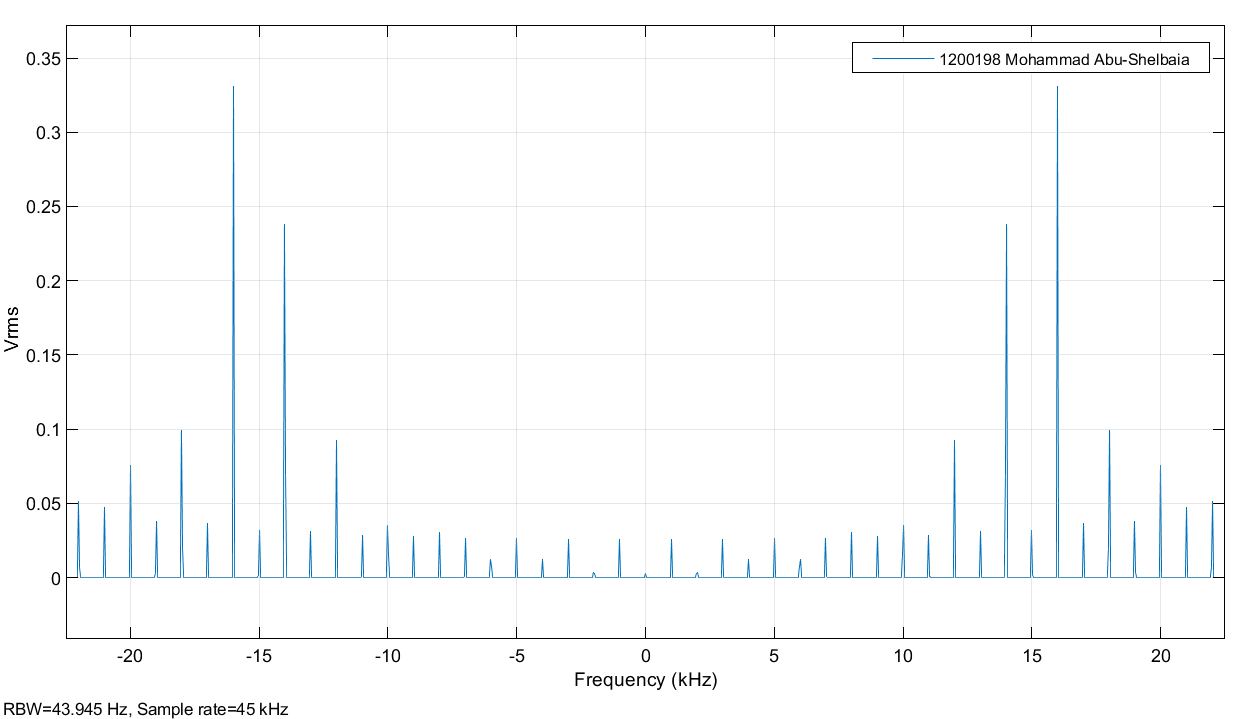 1200198 Mohammad Abu-Shelbaia
0.35
0.3
0.25
0.2
0.15
0.1
0.05
0
Vrms
-20 -15 -10 -5 0 5 10 15 20
Frequency (kHz)
RBW=43.945 Hz, Sample rate=45 kHz